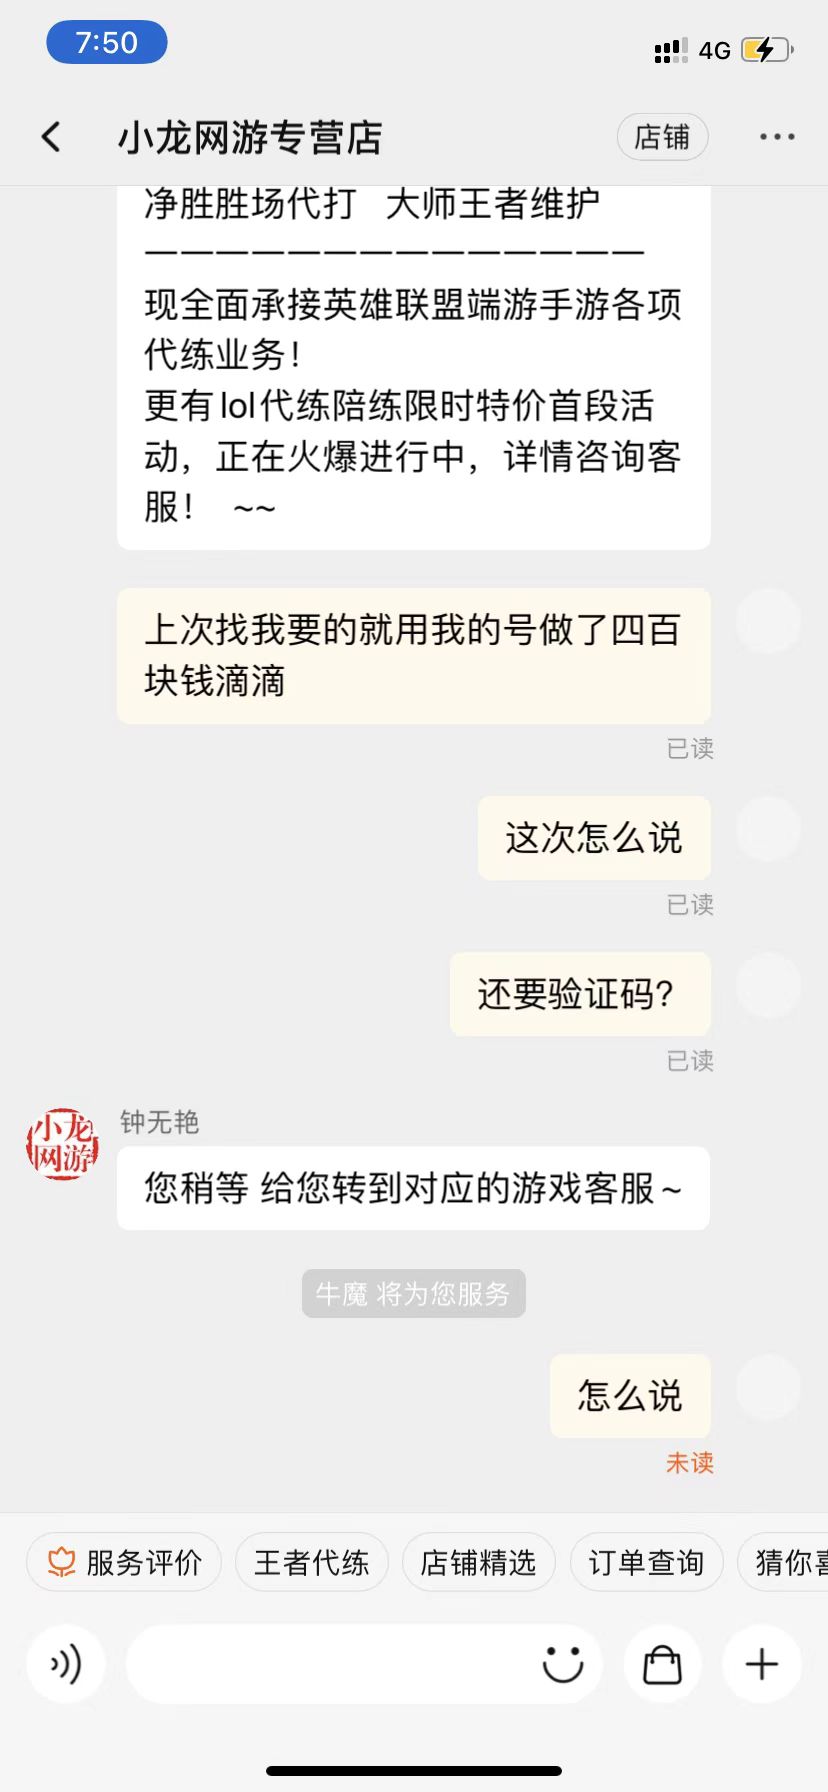 7:50
4G
小龙网游专营店
店铺
净胜胜场代打 大师王者维护
——————————————
现全面承接英雄联盟端游手游各项
代练业务！
更有lol代练陪练限时特价首段活
动，正在火爆进行中，详情咨询客
服！ ~~
上次找我要的就用我的号做了四百
块钱滴滴
已读
这次怎么说
已读
还要验证码?
已读
小龙
网游
钟无艳
您稍等 给您转到对应的游戏客服~
牛魔 将为您服务
怎么说
未读
服务评价
王者代练
店铺精选
订单查询
猜你喜